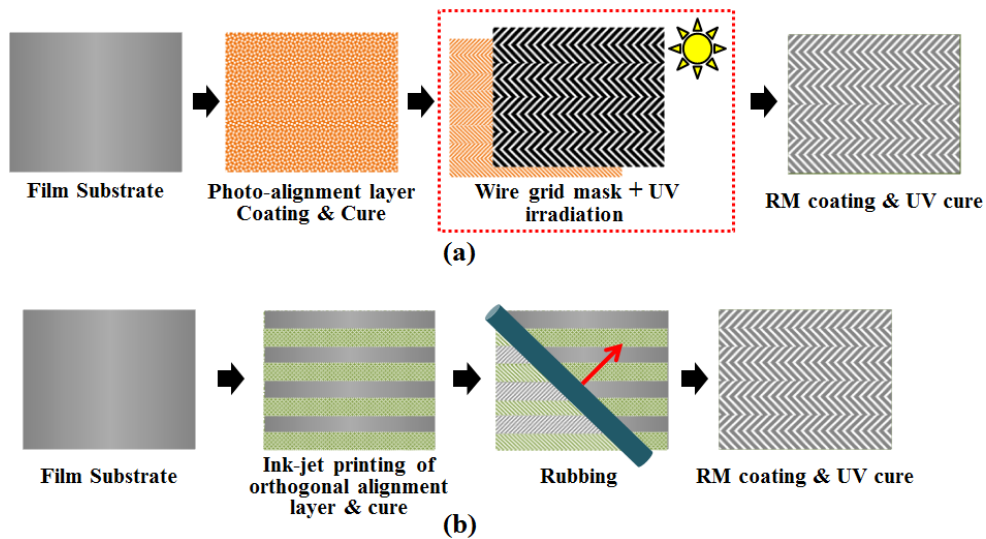 Film Substrate
Photo-alignment layer
Coating & Cure
Wire grid mask + UV
irradiation
RM coating & UV cure
(a)
Film Substrate
Ink-jet printing of
orthogonal alignment
layer & cure
Rubbing
RM coating & UV cure
(b)